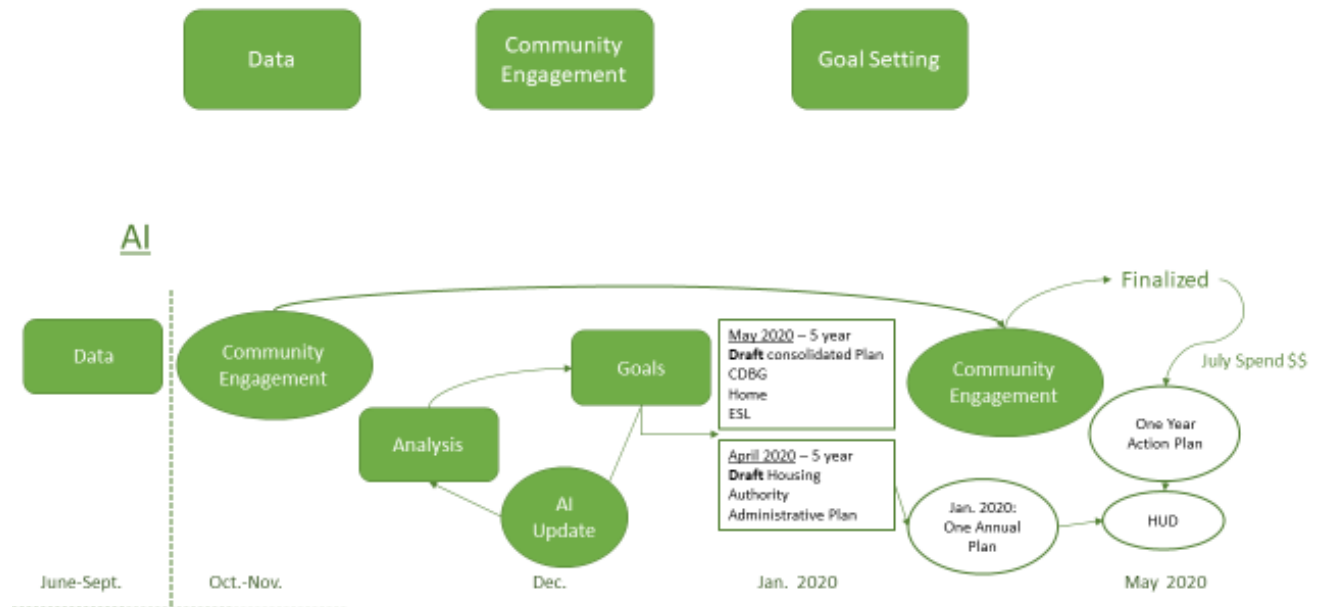 Data
Community
Engagement
Goal Setting
AI
Data
Community
Engagement
Analysis
AI
Update
Goals
May 2020 – 5 year
Draft consolidated Plan
CDBG
Home
ESL
April 2020 – 5 year
Draft Housing
Authority
Administrative Plan
Community
Engagement
Finalized
July Spend $$
One Year
Action Plan
Jan. 2020:
One Annual
Plan
HUD
June-Sept.
Oct.-Nov.
Dec.
Jan. 2020
May 2020